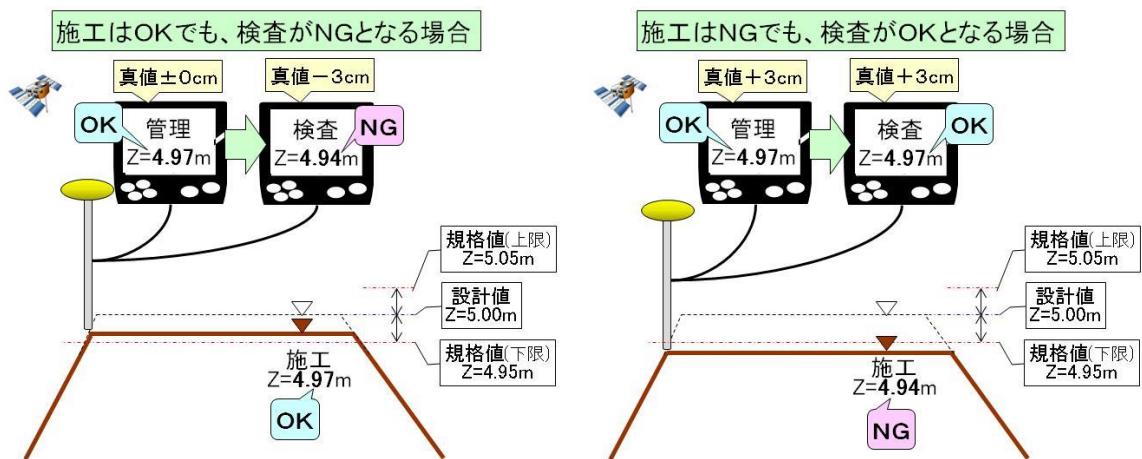 施工はOKでも、検査がNGとなる場合
真値±0cm
真値－3cm
OK
管理
Z=4.97m
検査
Z=4.94m
NG
規格値(上限)
Z=5.05m
設計値
Z=5.00m
規格値(下限)
Z=4.95m
施工
Z=4.97m
OK
施工はNGでも、検査がOKとなる場合
真値＋3cm
真値＋3cm
OK
管理
Z=4.97m
検査
Z=4.97m
OK
規格値(上限)
Z=5.05m
設計値
Z=5.00m
規格値(下限)
Z=4.95m
施工
Z=4.94m
NG